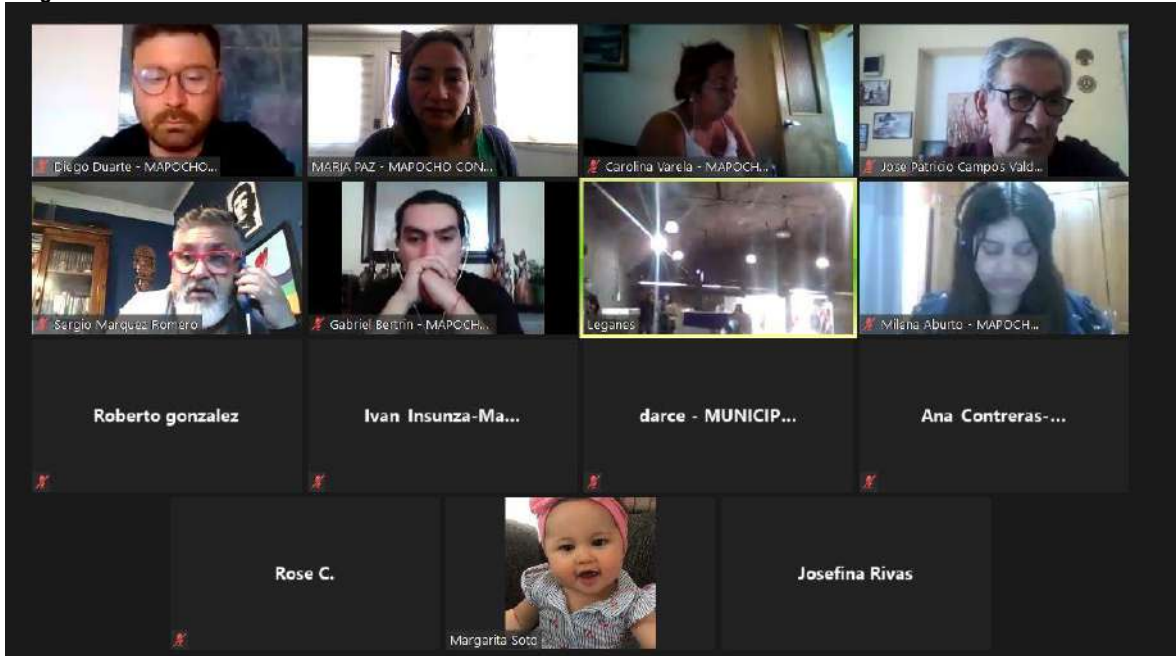 Diego Duarte - MAPOCHO...
MARIA PAZ - MAPOCHO CON...
Carolina Varela - MAPOCH...
Jose Patricio Campos Vald...
Sergio Marquez Romero
Gabriel Bertrin - MAPOCH...
Leganes
Milena Aburto - MAPOCH...
Roberto gonzalez
Ivan Insunza-Ma...
darce - MUNICIP...
Ana Contreras-...
Rose C.
Margarita Soto
Josefina Rivas